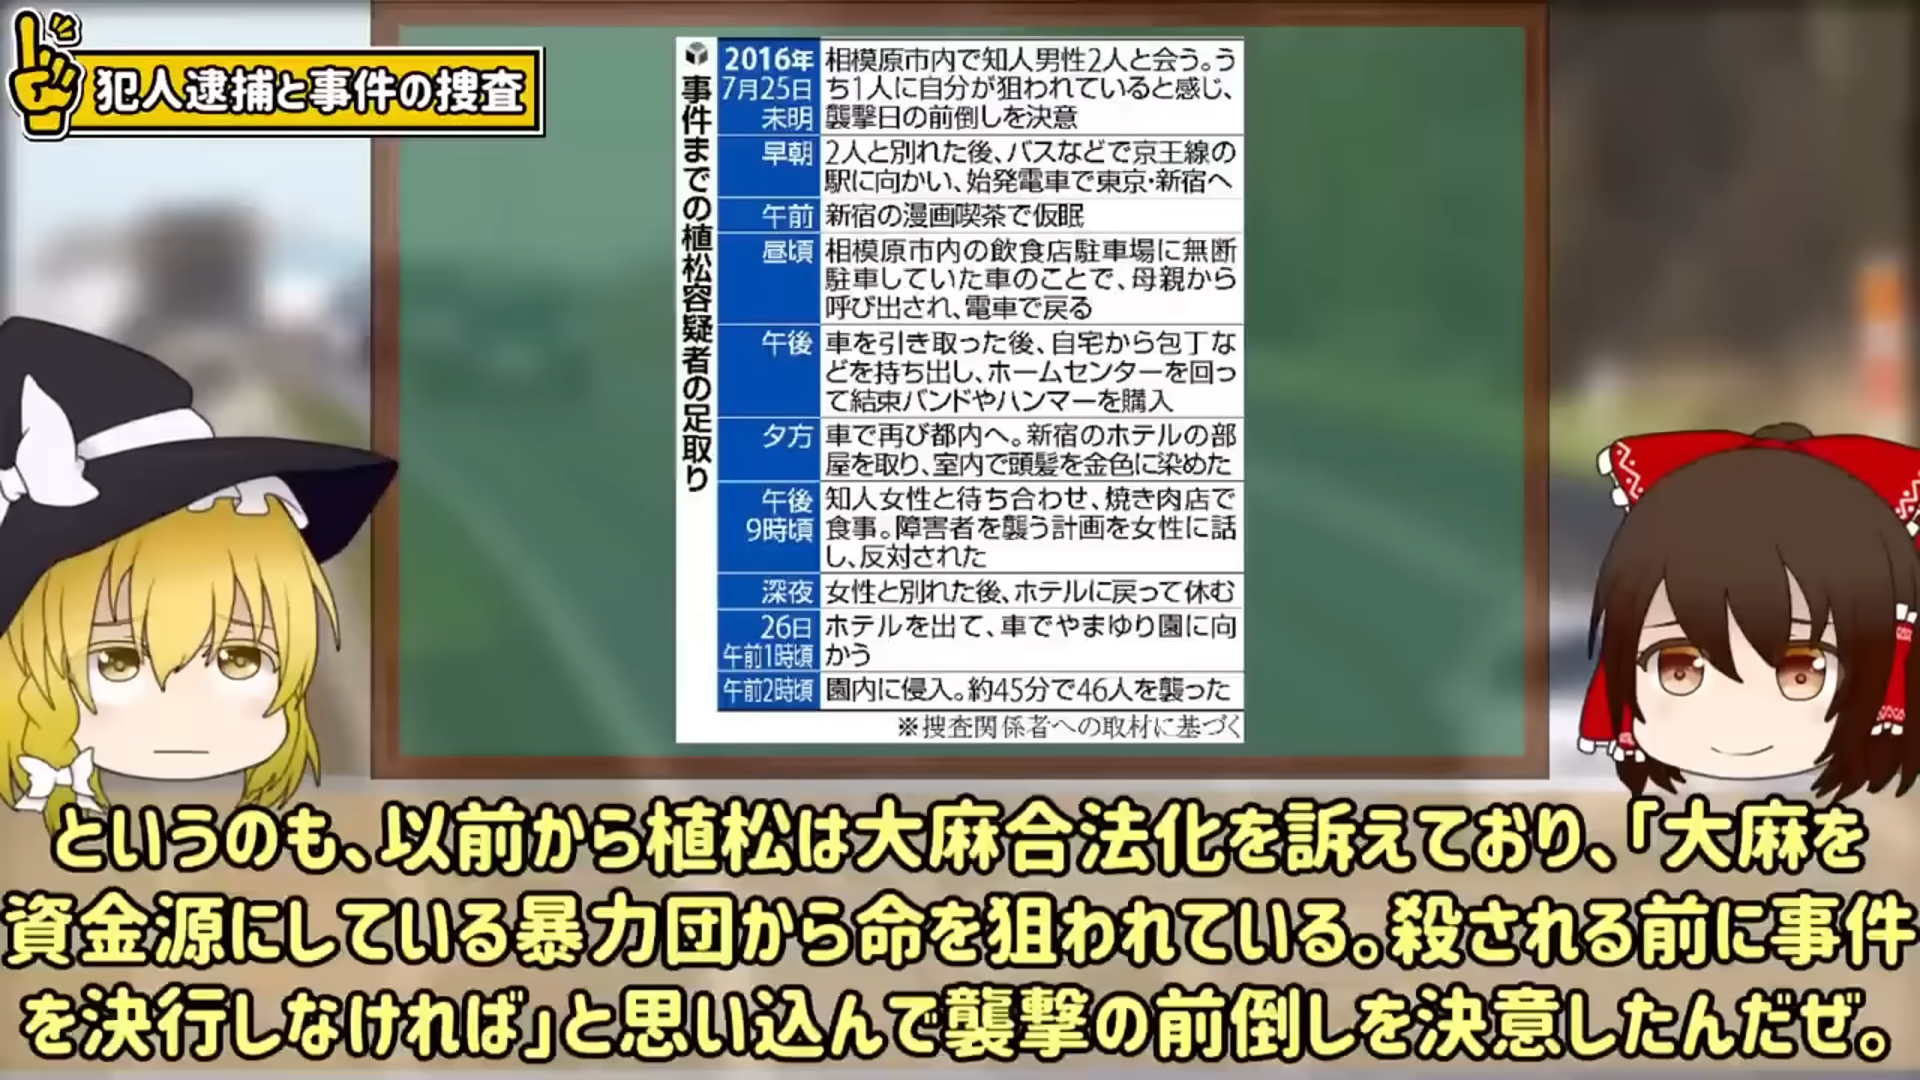 犯人逮捕と事件の捜査
事件までの植松容疑者の足取り
2016年
7月25日
未明
相模原市内で知人男性2人と会う。う
ち1人に自分が狙われていると感じ、
襲撃日の前倒しを決意
早朝
2人と別れた後、バスなどで京王線の
駅に向かい、始発電車で東京・新宿へ
午前
新宿の漫画喫茶で仮眠
昼頃
相模原市内の飲食店駐車場に無断
駐車していた車のことで、母親から
呼び出され、電車で戻る
午後
車を引き取った後、自宅から包丁な
どを持ち出し、ホームセンターを回っ
て結束バンドやハンマーを購入
夕方
車で再び都内へ。新宿のホテルの部
屋を取り、室内で頭髪を金色に染めた
午後
9時頃
知人女性と待ち合わせ、焼き肉店で
食事。障害者を襲う計画を女性に話
し、反対された
深夜
女性と別れた後、ホテルに戻って休む
26日
午前1時頃
ホテルを出て、車でやまゆり園に向
かう
午前2時頃
園内に侵入。約45分で46人を襲った
※捜査関係者への取材に基づく
というのも、以前から植松は大麻合法化を訴えており、「大麻を
資金源にしている暴力団から命を狙われている。殺される前に事件
を決行しなければ」と思い込んで襲撃の前倒しを決意したんだぜ。